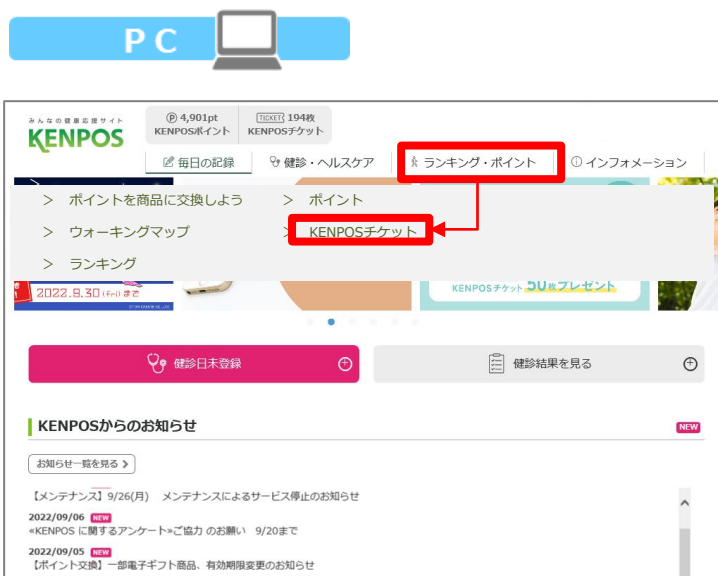 PC
みんなの健康応援サイト
KENPOS
Ⓟ 4,901pt
KENPOSポイント
TICKET 194枚
KENPOSチケット
毎日の記録
健診・ヘルスケア
ランキング・ポイント
インフォメーション
> ポイントを商品に交換しよう
> ポイント
> ウォーキングマップ
> KENPOSチケット
> ランキング
2022.9.30 (Fri) まで
KENPOSチケット 50枚プレゼント
健診日未登録
健診結果を見る
KENPOSからのお知らせ
NEW
お知らせ一覧を見る >
【メンテナンス】9/26(月) メンテナンスによるサービス停止のお知らせ
2022/09/06 NEW
«KENPOS に関するアンケート»ご協力 のお願い 9/20まで
2022/09/05 NEW
【ポイント交換】一部電子ギフト商品、有効期限変更のお知らせ